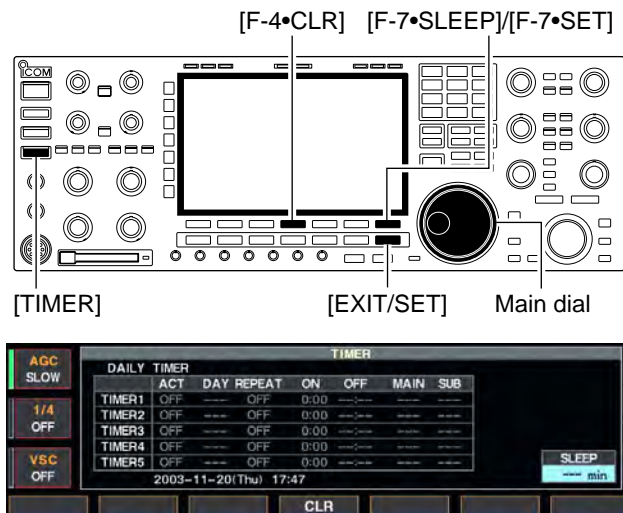 [F-4•CLR] [F-7•SLEEP]/[F-7•SET]
ICOM
[TIMER] [EXIT/SET] Main dial
TIMER
AGC
SLOW
DAILY TIMER
ACT DAY REPEAT ON OFF MAIN SUB
TIMER1 OFF --- OFF 0:00 --:-- --- ---
1/4
OFF
TIMER2 OFF --- OFF 0:00 --:-- --- ---
TIMER3 OFF --- OFF 0:00 --:-- --- ---
TIMER4 OFF --- OFF 0:00 --:-- --- ---
TIMER5 OFF --- OFF 0:00 --:-- --- ---
VSC
OFF
SLEEP
--- min
2003-11-20(Thu) 17:47
CLR